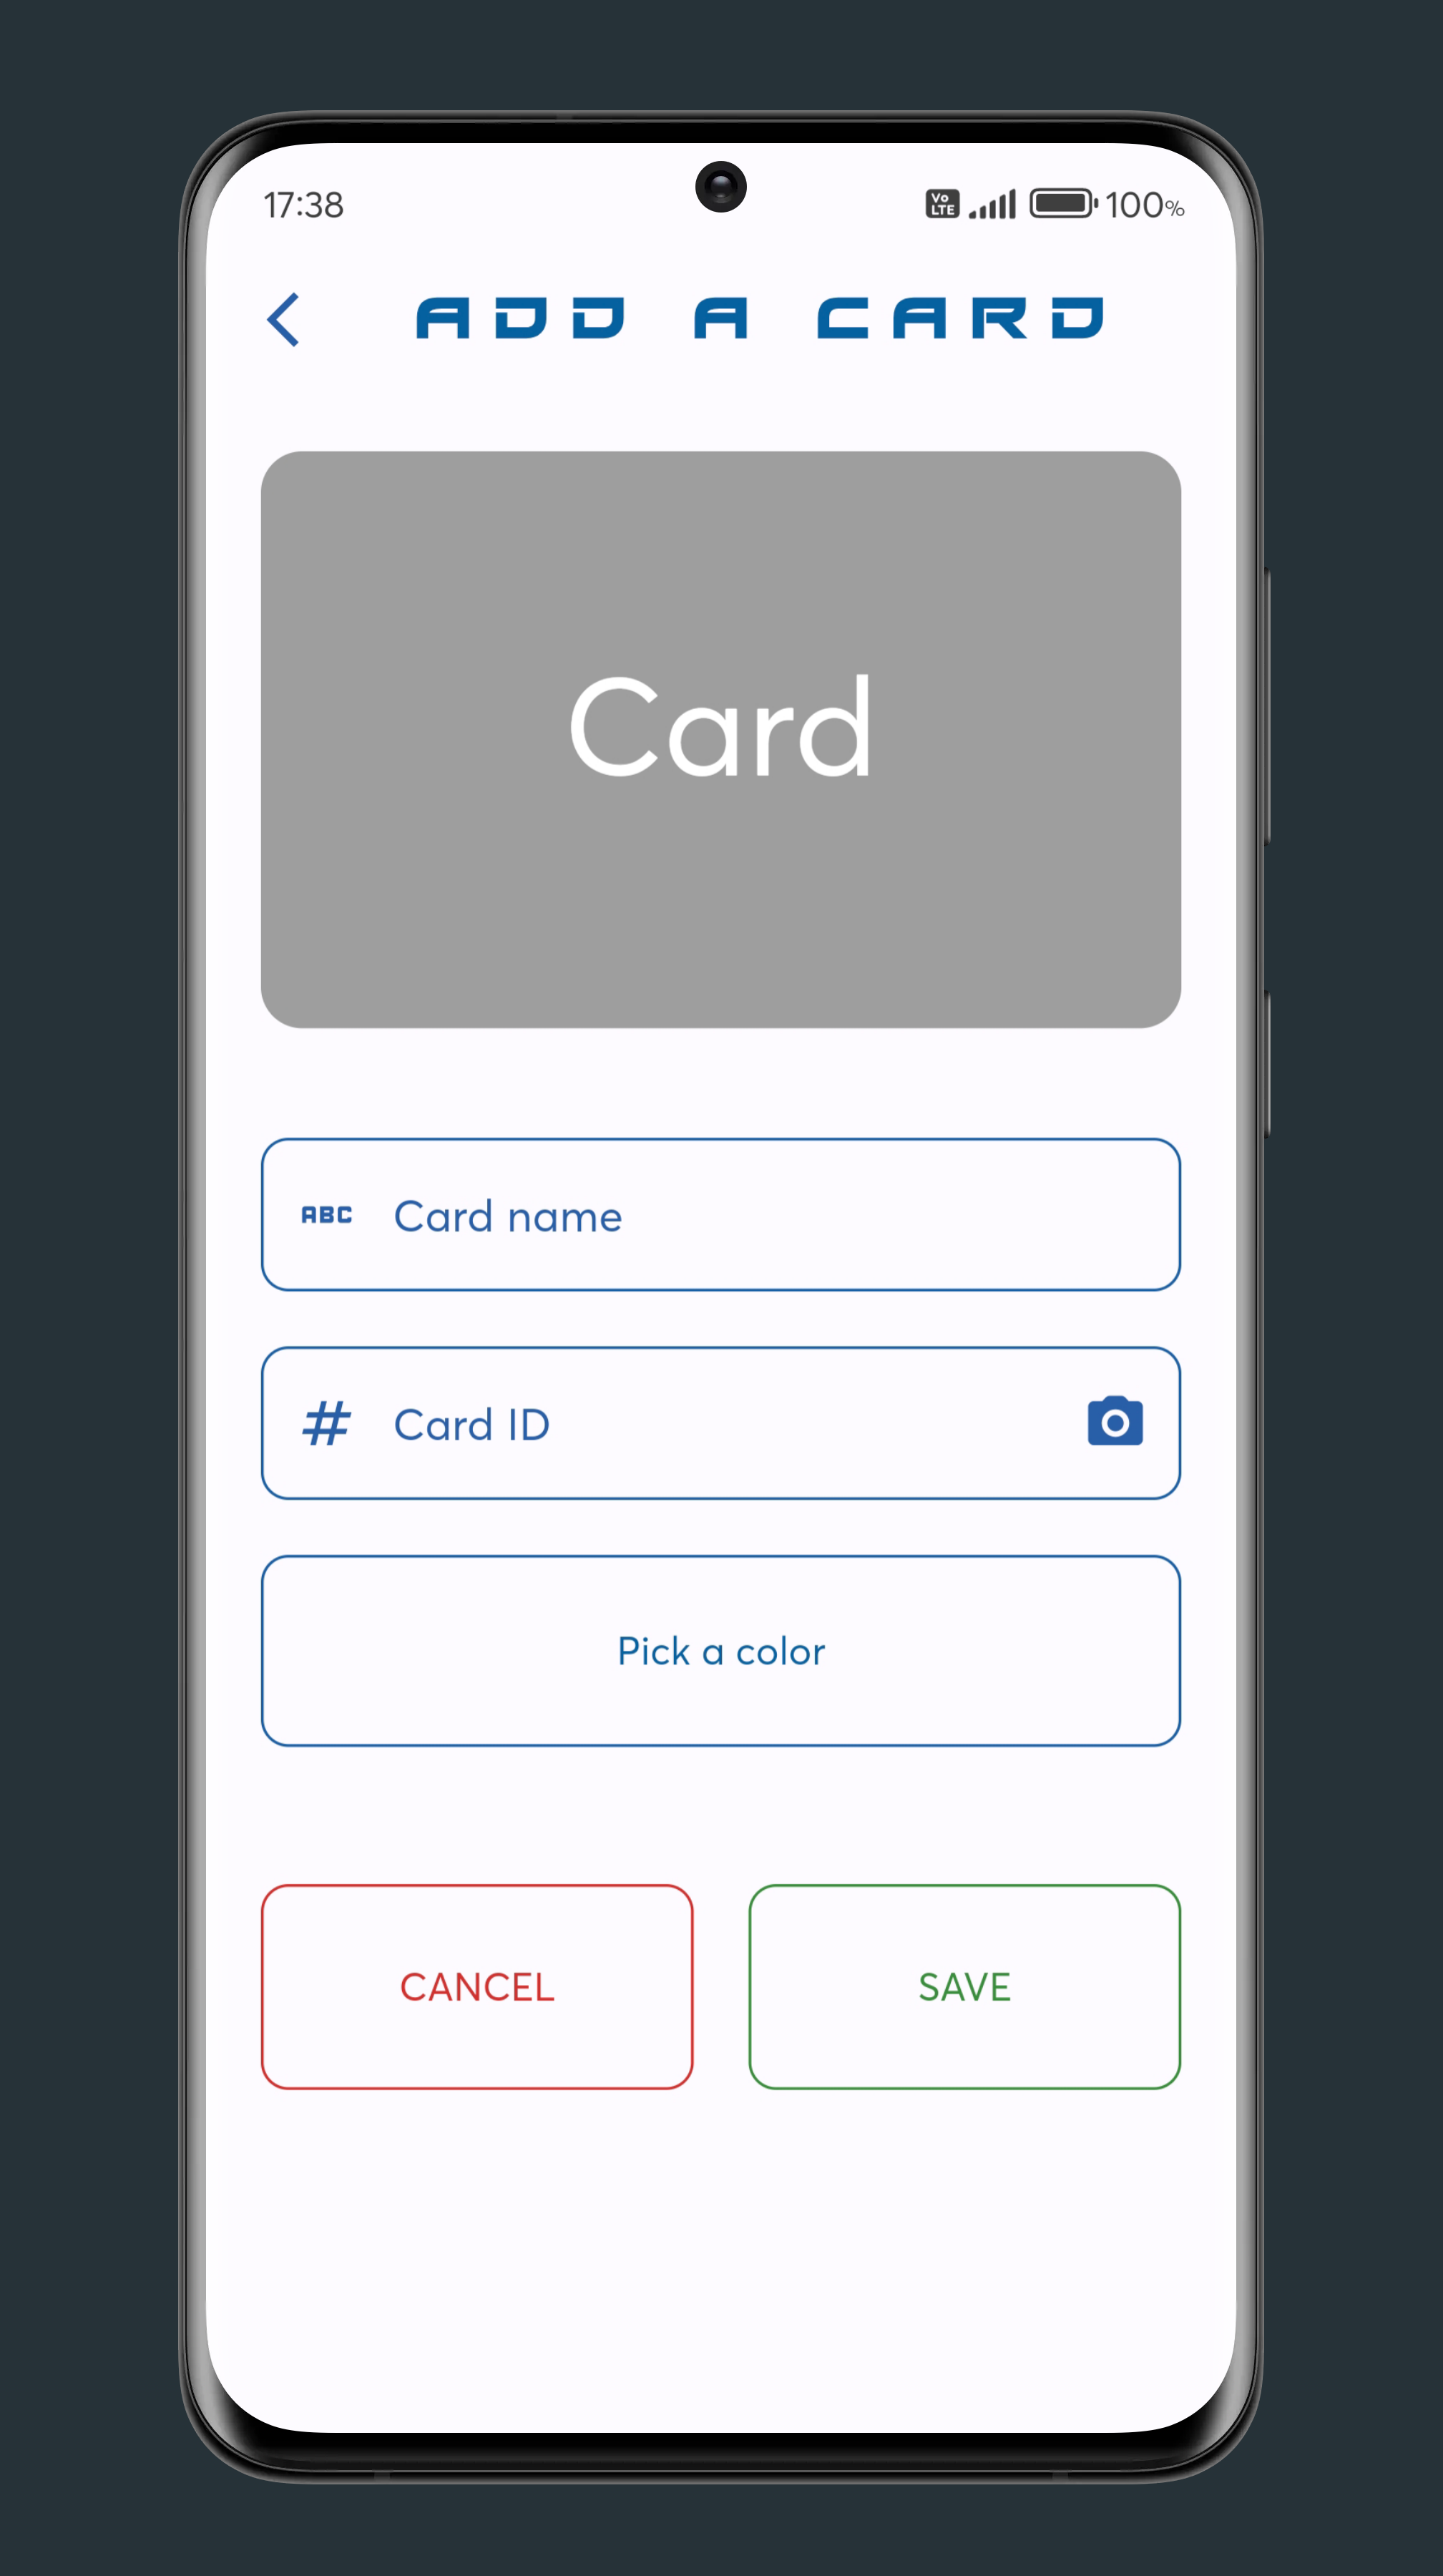 17:38 Vo LTE 100%
ADD A CARD
Card
ABC Card name
# Card ID
Pick a color
CANCEL SAVE